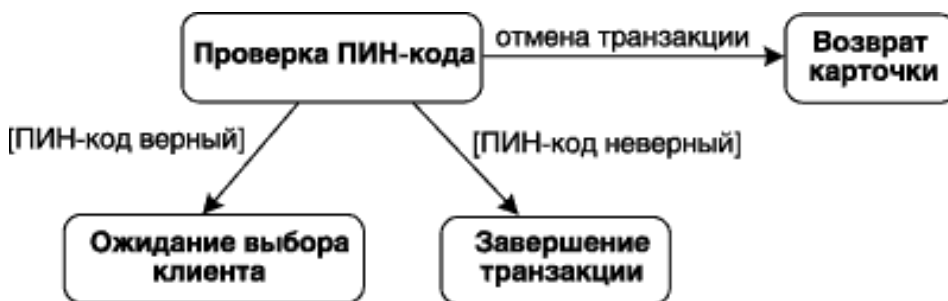 Проверка ПИН-кода
отмена транзакции
Возврат
карточки
[ПИН-код верный]
[ПИН-код неверный]
Ожидание выбора
клиента
Завершение
транзакции